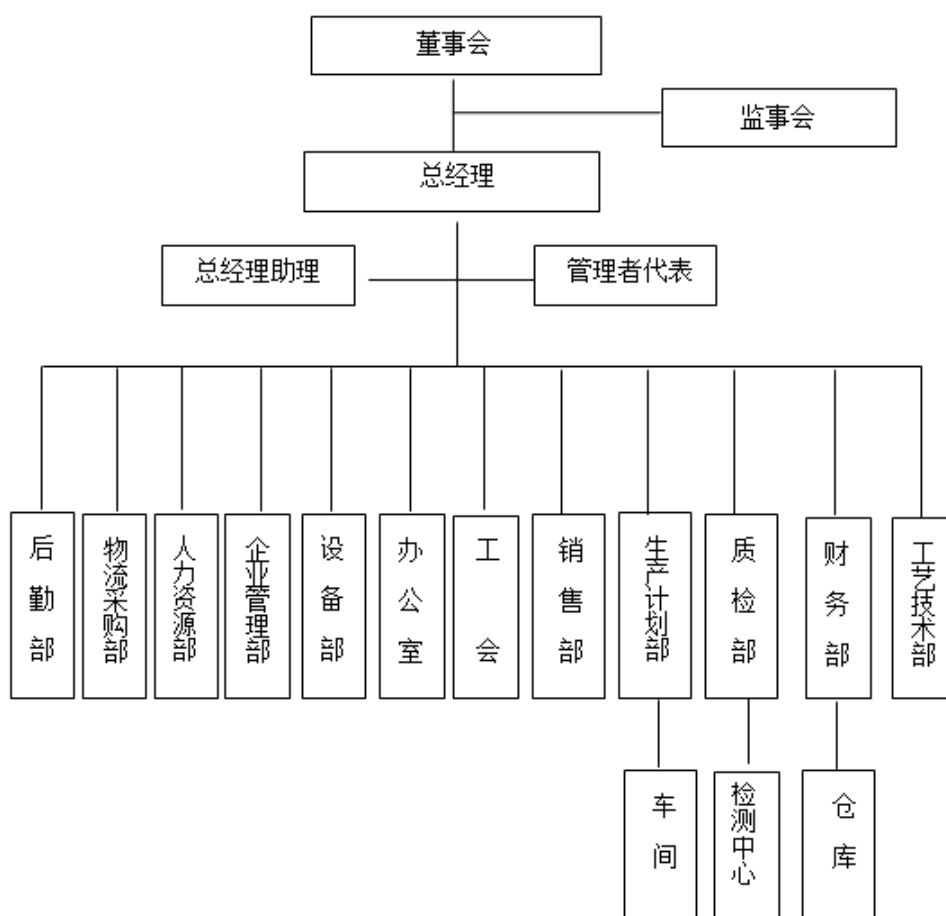 董事会
监事会
总经理
总经理助理
管理者代表
后勤部
物流采购部
人力资源部
企业管理部
设备部
办公室
工会
销售部
生产计划部
质检部
财务部
工艺技术部
车间
检测中心
仓库